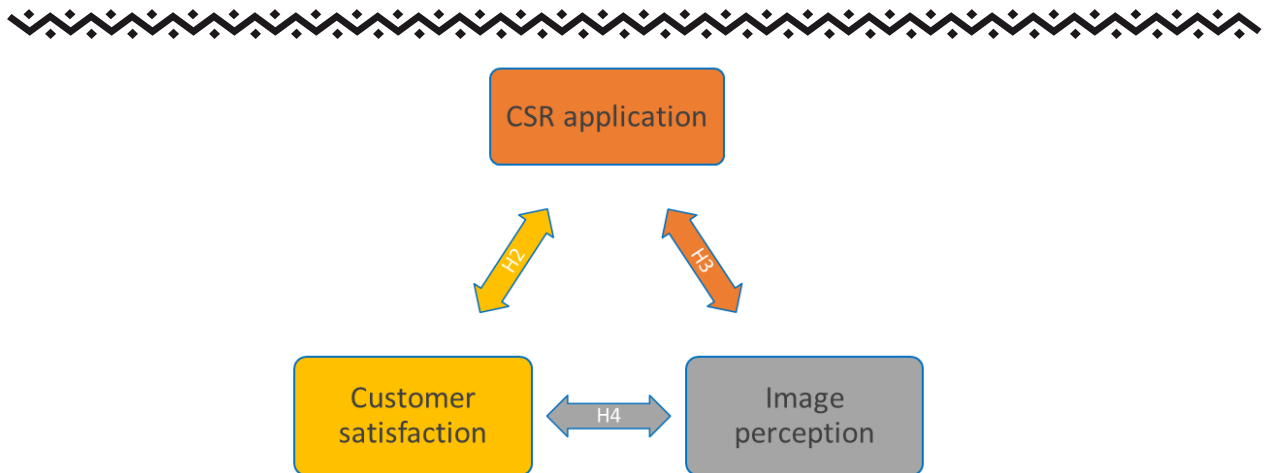 CSR application
H2
H3
Customer
satisfaction
H4
Image
perception